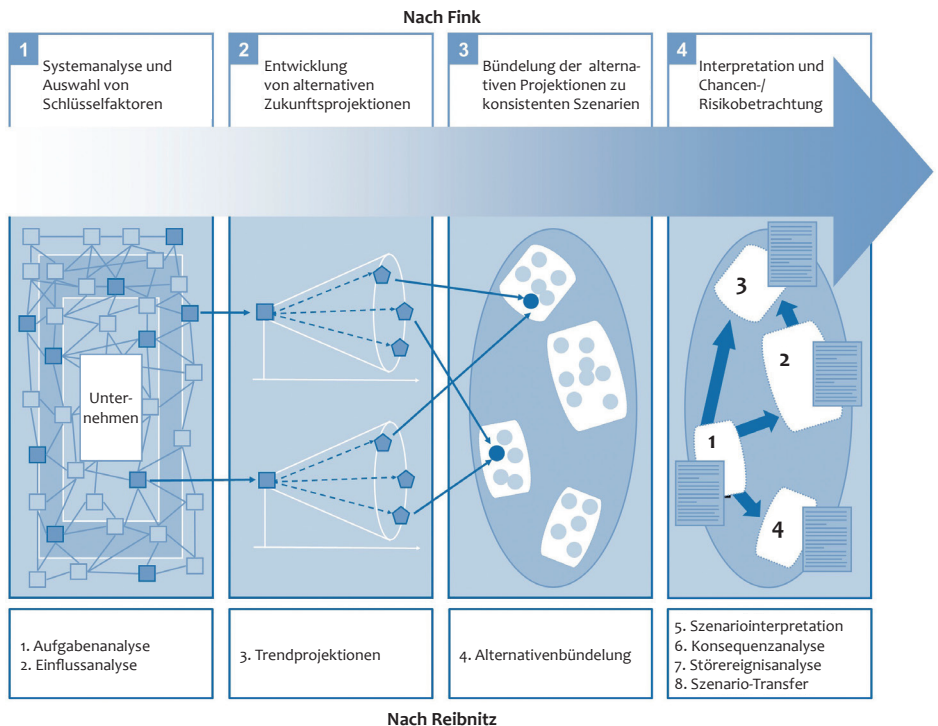 Nach Fink
1
Systemanalyse und
Auswahl von
Schlüsselfaktoren
2
Entwicklung
von alternativen
Zukunftsprojektionen
3
Bündelung der alterna-
tiven Projektionen zu
konsistenten Szenarien
4
Interpretation und
Chancen-/
Risikobetrachtung
Unter-
nehmen
3
2
1
4
1. Aufgabenanalyse
2. Einflussanalyse
3. Trendprojektionen
4. Alternativenbündelung
5. Szenariointerpretation
6. Konsequenzanalyse
7. Störereignisanalyse
8. Szenario-Transfer
Nach Reibnitz